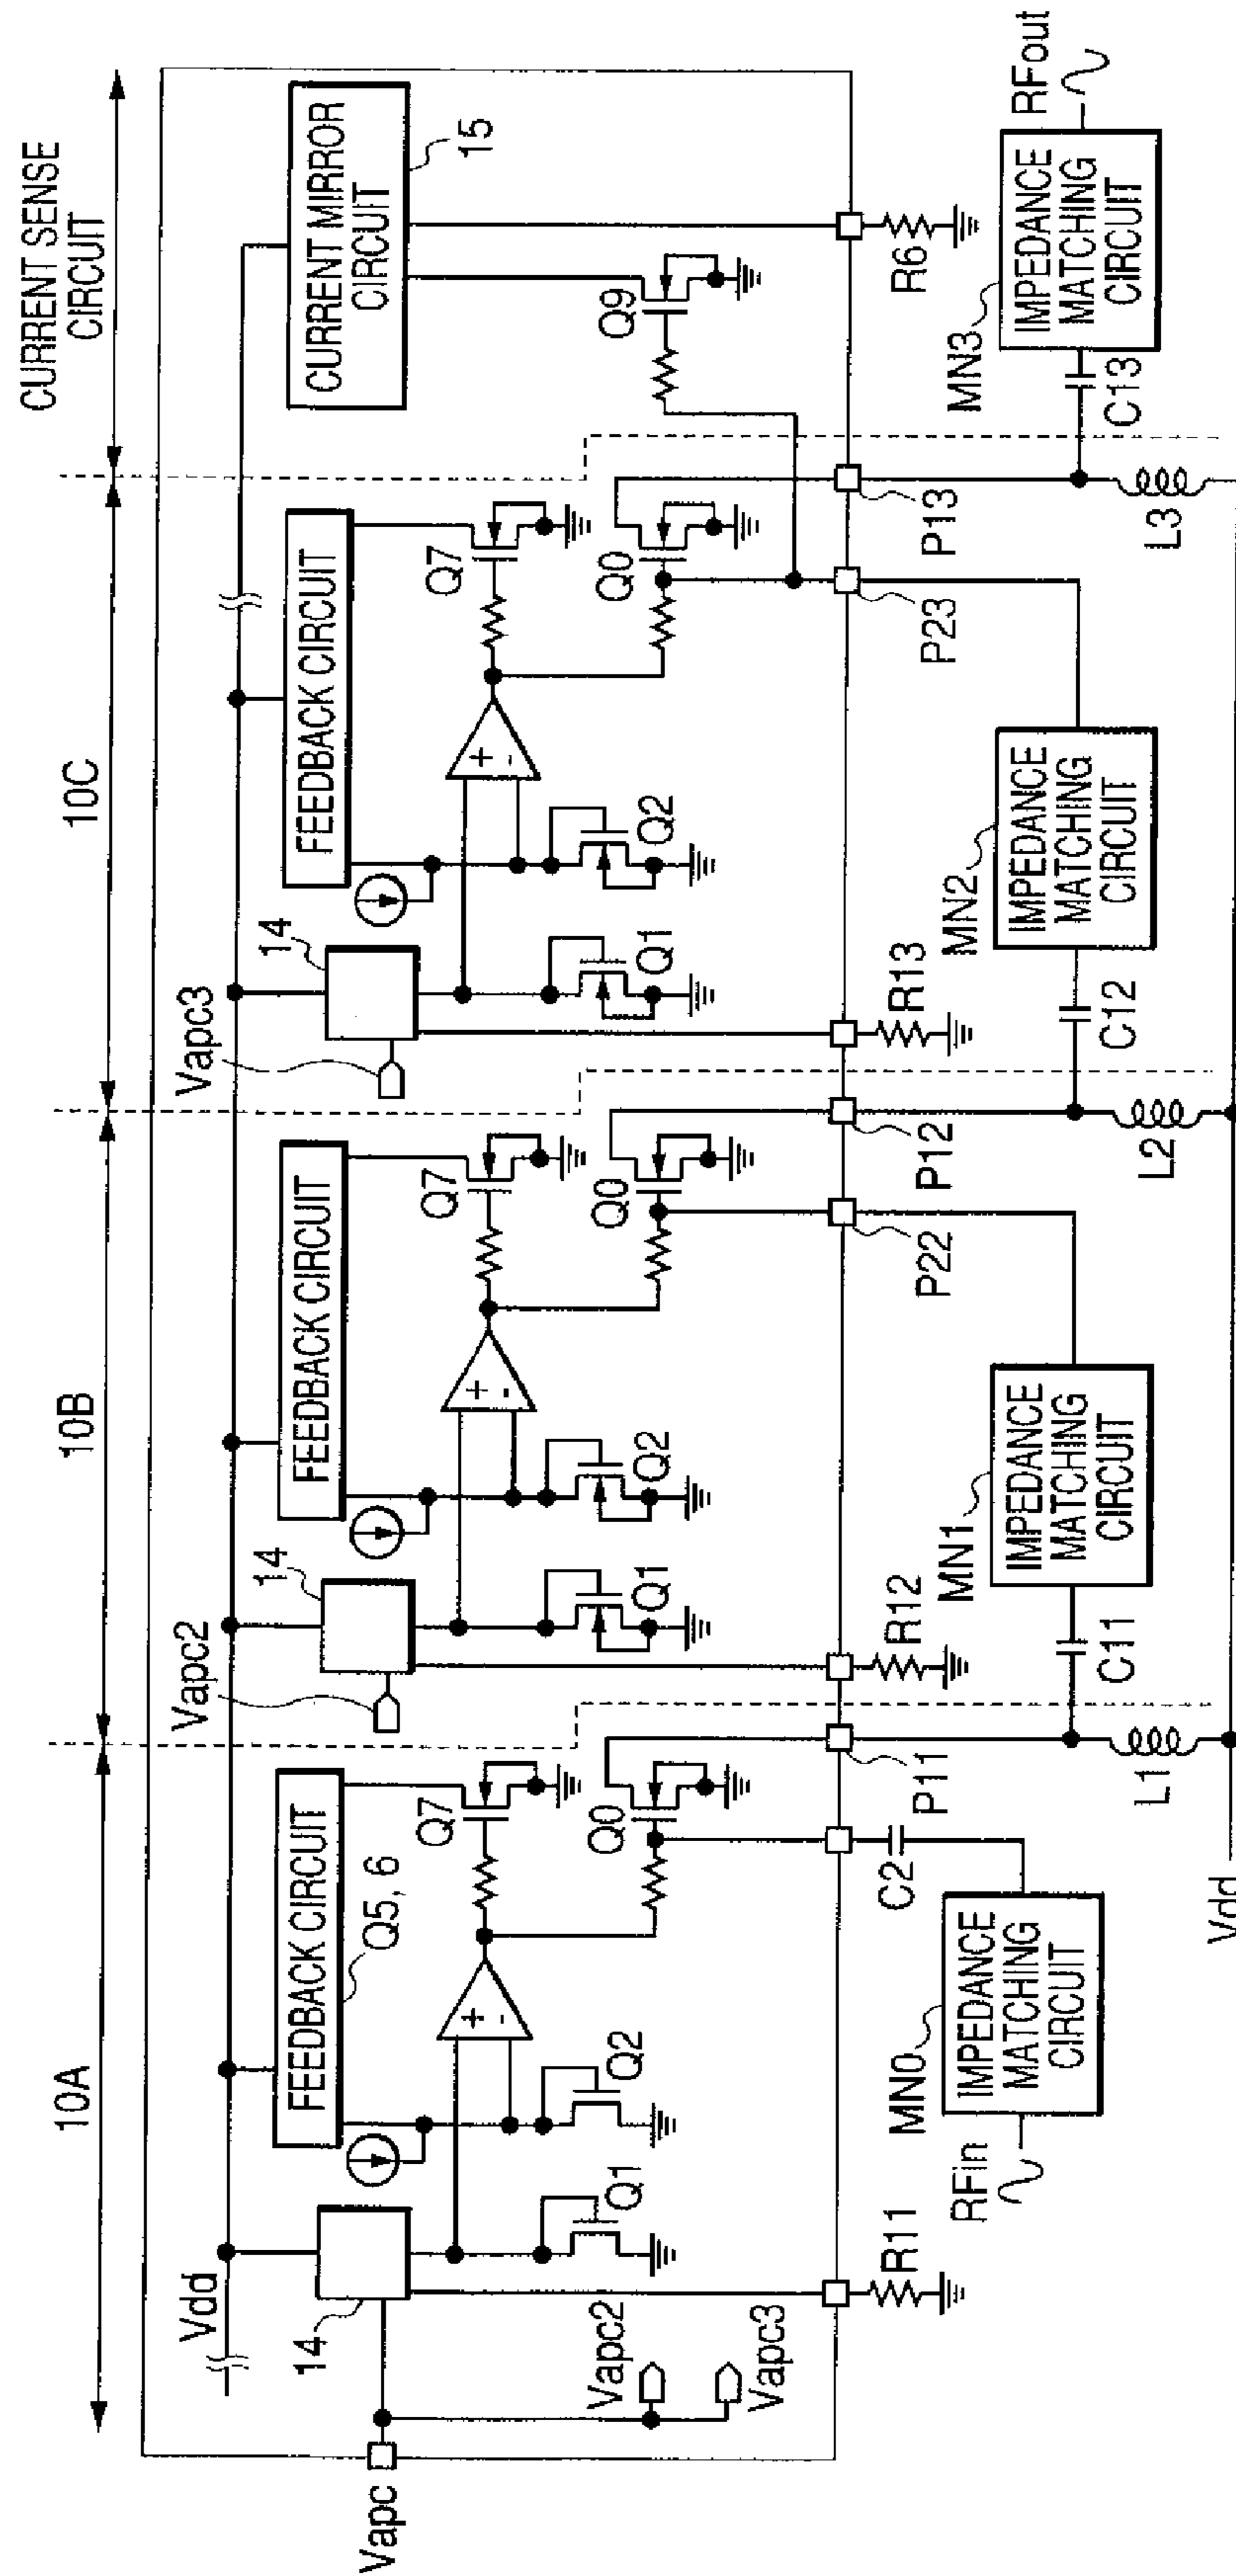 10A
10B
10C
CURRENT SENSE
CIRCUIT
Vdd
Vapc
14
FEEDBACK CIRCUIT
Q5, 6
Q1
Q2
Q7
Q0
Vapc2
Vapc3
R11
RFin
MN0
IMPEDANCE
MATCHING
CIRCUIT
C2
P11
L1
Vapc2
14
FEEDBACK CIRCUIT
Q1
Q2
Q7
Q0
R12
C11
MN1
IMPEDANCE
MATCHING
CIRCUIT
P22
P12
L2
Vapc3
14
FEEDBACK CIRCUIT
Q1
Q2
Q7
Q0
R13
C12
MN2
IMPEDANCE
MATCHING
CIRCUIT
P23
P13
L3
CURRENT MIRROR
CIRCUIT
15
Q9
R6
C13
MN3
IMPEDANCE
MATCHING
CIRCUIT
RFout
Vdd
+
-
+
-
+
-